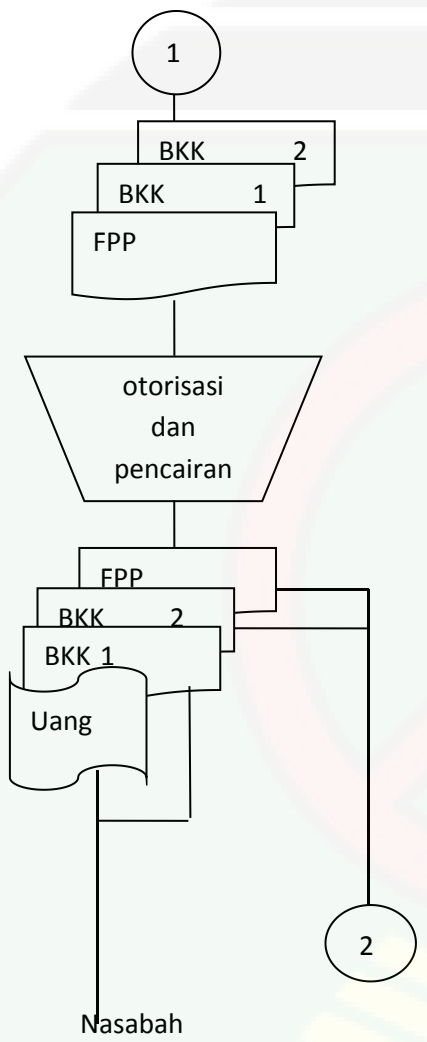 1
BKK 2
BKK 1
FPP
otorisasi
dan
pencairan
FPP
BKK 2
BKK 1
Uang
2
Nasabah